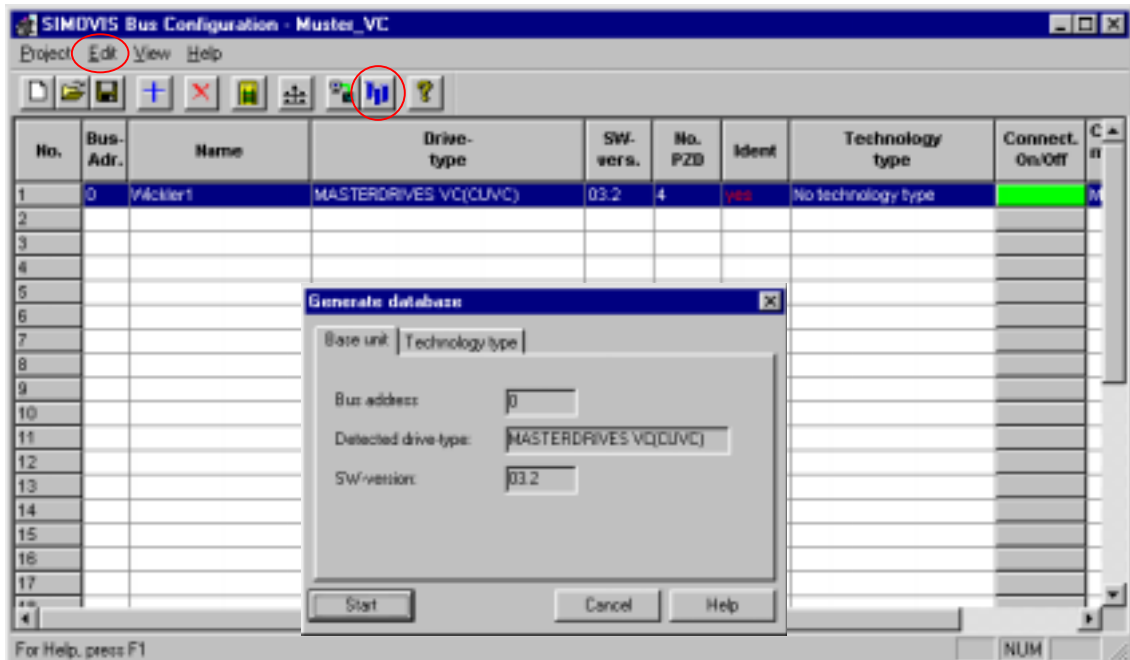 SIMOVIS Bus Configuration - Muster_VC
Project Edit View Help
No. Bus-Adr. Name Drive-type SW-vers. No. PZD Ident Technology type Connect. On/Off
1 0 Wickler1 MASTERDRIVES VC(CUVC) 03.2 4 yes No technology type M
2
3
4
5
6
7
8
9
10
11
12
13
14
15
16
17
Generate database
Base unit Technology type
Bus address 0
Detected drive-type: MASTERDRIVES VC(CUVC)
SW-version: 03.2
Start Cancel Help
For Help, press F1 NUM